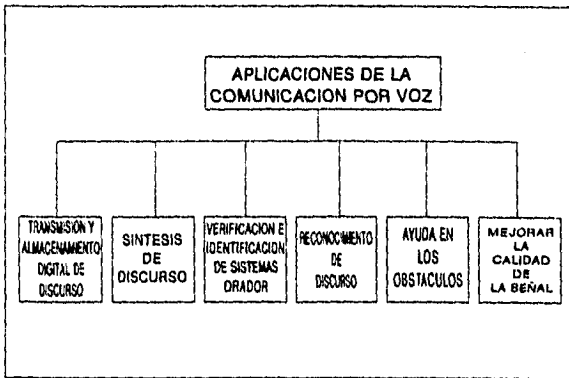 APLICACIONES DE LA
COMUNICACION POR VOZ
TRANSMISION Y
ALMACENAMIENTO
DIGITAL DE
DISCURSO
SINTESIS
DE
DISCURSO
VERIFICACION E
IDENTIFICACION
DE SISTEMAS
ORADOR
RECONOCIMIENTO
DE
DISCURSO
AYUDA EN
LOS
OBSTACULOS
MEJORAR
LA
CALIDAD
DE
LA BEÑAL